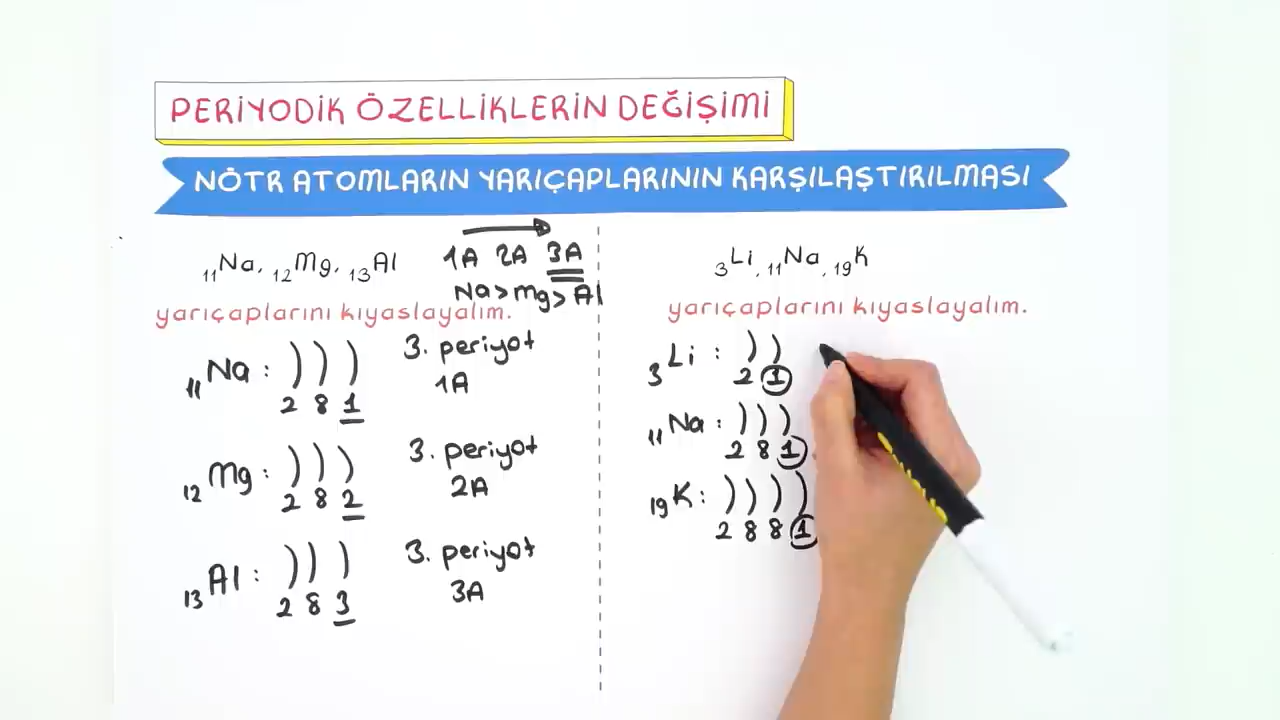 PERİYODİK ÖZELLİKLERİN DEĞİŞİMİ
NÖTR ATOMLARIN YARIÇAPLARININ KARŞILAŞTIRILMASI
11Na, 12Mg, 13Al
1A 2A 3A
Na > Mg > Al
yarıçaplarını kıyaslayalım.
11Na : ) ) )
2 8 1
3. periyot
1A
12Mg : ) ) )
2 8 2
3. periyot
2A
13Al : ) ) )
2 8 3
3. periyot
3A
3Li, 11Na, 19K
yarıçaplarını kıyaslayalım.
3Li : ) )
2 1
11Na : ) ) )
2 8 1
19K : ) ) ) )
2 8 8 1